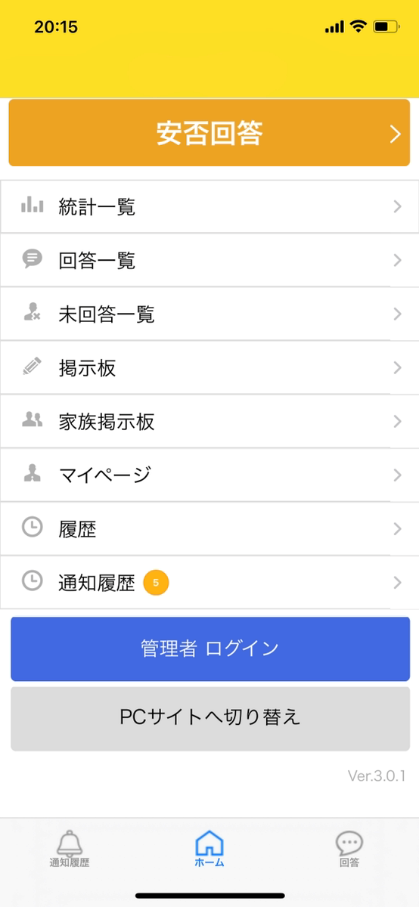 20:15
安否回答
統計一覧
回答一覧
未回答一覧
掲示板
家族掲示板
マイページ
履歴
通知履歴 5
管理者 ログイン
PCサイトへ切り替え
Ver.3.0.1
通知履歴 ホーム 回答